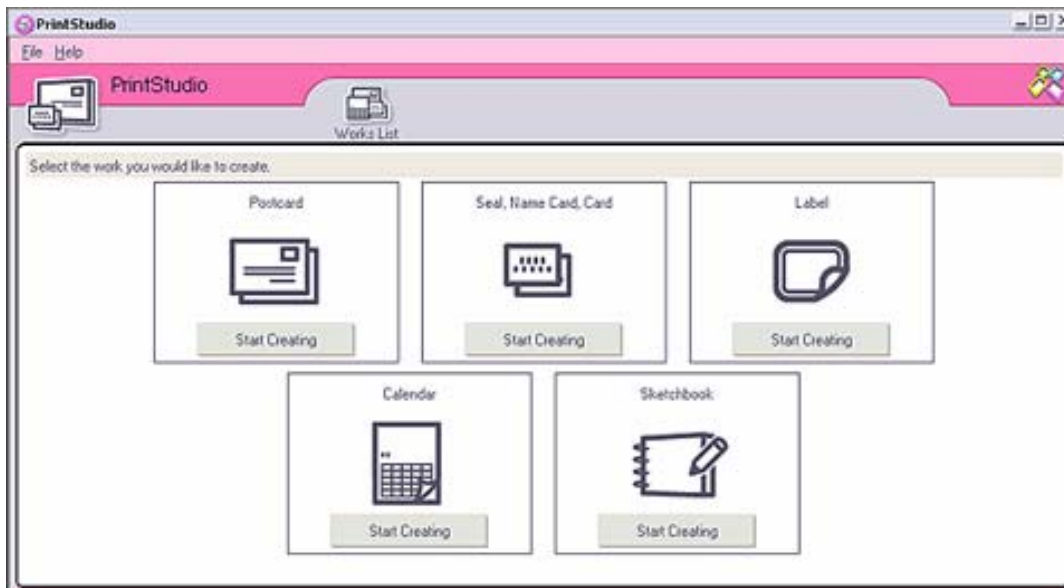 PrintStudio
File Help
PrintStudio
Works List
Select the work you would like to create.
Postcard
Seal, Name Card, Card
Label
Start Creating
Start Creating
Start Creating
Calendar
Sketchbook
Start Creating
Start Creating